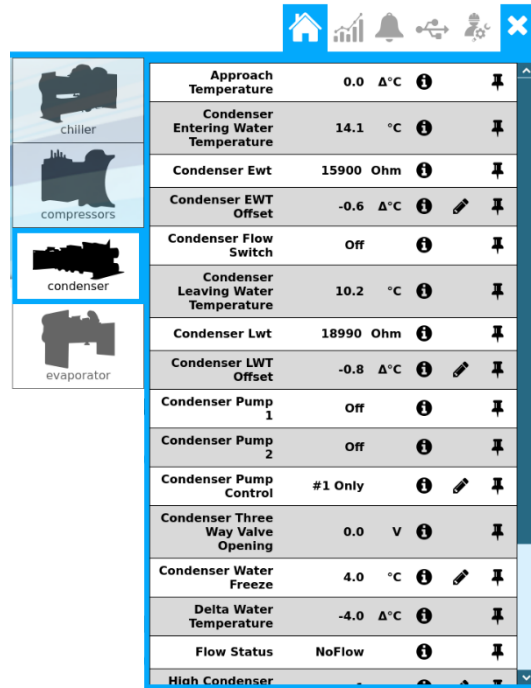 chiller
compressors
condenser
evaporator
Approach
Temperature
0.0 Δ°C
Condenser
Entering Water
Temperature
14.1 °C
Condenser Ewt 15900 Ohm
Condenser EWT
Offset
-0.6 Δ°C
Condenser Flow
Switch
Off
Condenser
Leaving Water
Temperature
10.2 °C
Condenser Lwt 18990 Ohm
Condenser LWT
Offset
-0.8 Δ°C
Condenser Pump
1
Off
Condenser Pump
2
Off
Condenser Pump
Control
#1 Only
Condenser Three
Way Valve
Opening
0.0 V
Condenser Water
Freeze
4.0 °C
Delta Water
Temperature
-4.0 Δ°C
Flow Status NoFlow
High Condenser